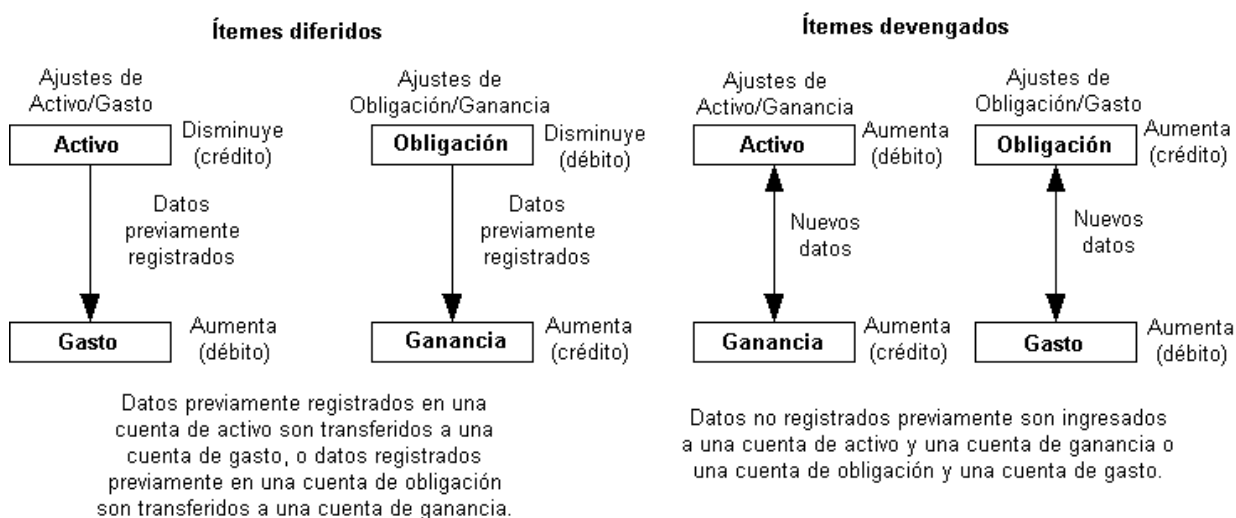 Ítemes diferidos
Ajustes de
Activo/Gasto
Activo
Disminuye
(crédito)
Datos
previamente
registrados
Gasto
Aumenta
(débito)
Ajustes de
Obligación/Ganancia
Obligación
Disminuye
(débito)
Datos
previamente
registrados
Ganancia
Aumenta
(crédito)
Datos previamente registrados en una
cuenta de activo son transferidos a una
cuenta de gasto, o datos registrados
previamente en una cuenta de obligación
son transferidos a una cuenta de ganancia.
Ítemes devengados
Ajustes de
Activo/Ganancia
Activo
Aumenta
(débito)
Nuevos
datos
Ganancia
Aumenta
(crédito)
Ajustes de
Obligación/Gasto
Obligación
Aumenta
(crédito)
Nuevos
datos
Gasto
Aumenta
(débito)
Datos no registrados previamente son ingresados
a una cuenta de activo y una cuenta de ganancia o
una cuenta de obligación y una cuenta de gasto.